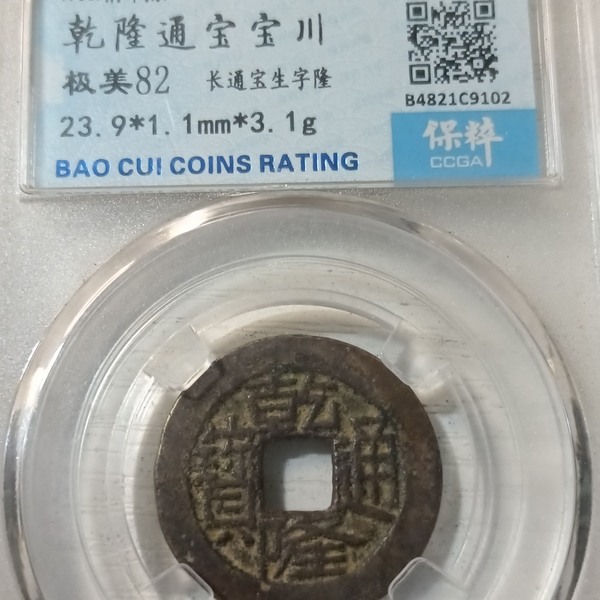 乾隆通宝宝川
极美82 长通宝生字隆
23.9*1.1mm*3.1g
BAO CUI COINS RATING
B4821C9102
保粹
CCGA
乾隆通寶